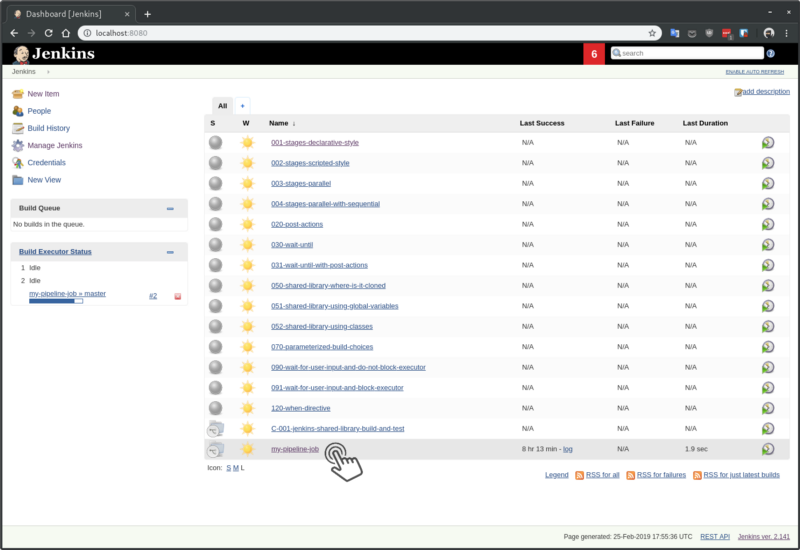 Dashboard [Jenkins]
localhost:8080
Jenkins
6
search
Jenkins
ENABLE AUTO REFRESH
New Item
People
Build History
Manage Jenkins
Credentials
New View
Build Queue
No builds in the queue.
Build Executor Status
1 Idle
2 Idle
my-pipeline-job » master
#2
add description
All +
S W Name ↓ Last Success Last Failure Last Duration
001-stages-declarative-style N/A N/A N/A
002-stages-scripted-style N/A N/A N/A
003-stages-parallel N/A N/A N/A
004-stages-parallel-with-sequential N/A N/A N/A
020-post-actions N/A N/A N/A
030-wait-until N/A N/A N/A
031-wait-until-with-post-actions N/A N/A N/A
050-shared-library-where-is-it-cloned N/A N/A N/A
051-shared-library-using-global-variables N/A N/A N/A
052-shared-library-using-classes N/A N/A N/A
070-parameterized-build-choices N/A N/A N/A
090-wait-for-user-input-and-do-not-block-executor N/A N/A N/A
091-wait-for-user-input-and-block-executor N/A N/A N/A
120-when-directive N/A N/A N/A
C-001-jenkins-shared-library-build-and-test N/A N/A N/A
my-pipeline-job 8 hr 13 min - log N/A 1.9 sec
Icon: S M L
Legend RSS for all RSS for failures RSS for just latest builds
Page generated: 25-Feb-2019 17:55:36 UTC REST API Jenkins ver. 2.141